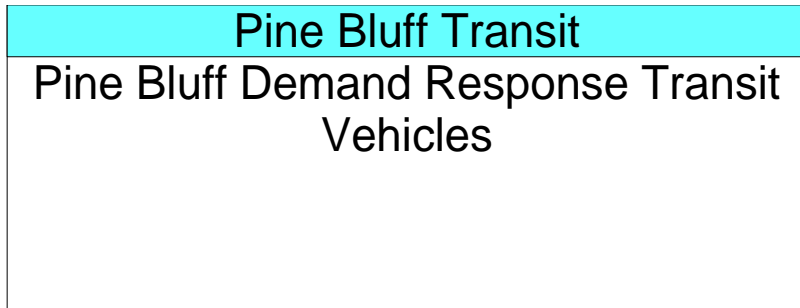 Pine Bluff Transit
Pine Bluff Demand Response Transit
Vehicles